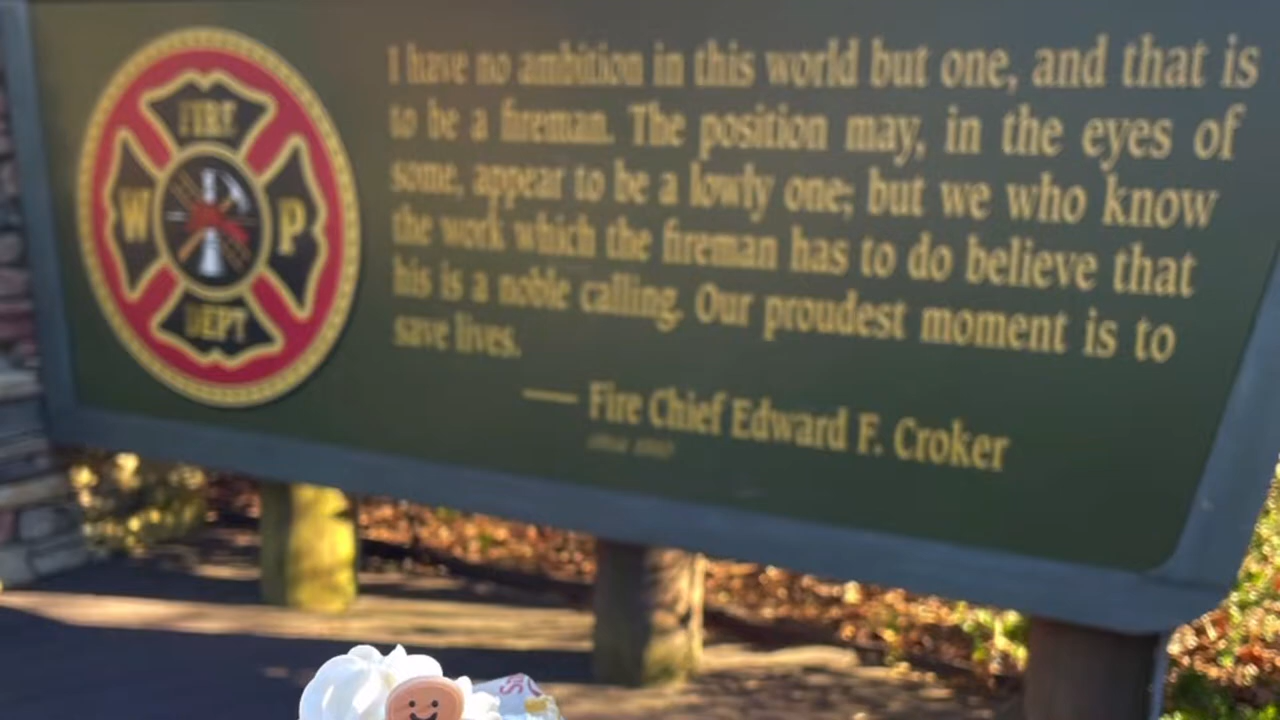 FIRE
W P
DEPT
I have no ambition in this world but one, and that is
to be a fireman. The position may, in the eyes of
some, appear to be a lowly one; but we who know
the work which the fireman has to do believe that
his is a noble calling. Our proudest moment is to
save lives.
— Fire Chief Edward F. Croker